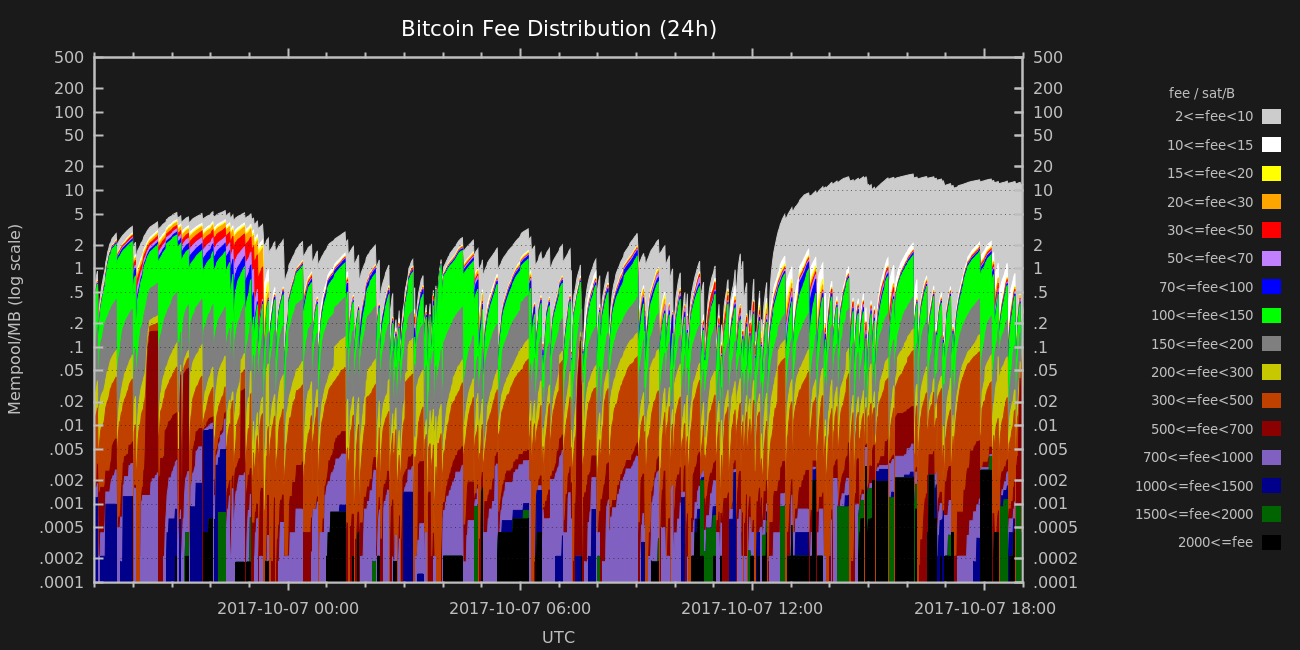 Bitcoin Fee Distribution (24h)
500
200
100
50
20
10
5
2
1
.5
.2
.1
.05
.02
.01
.005
.002
.001
.0005
.0002
.0001
Mempool/MB (log scale)
500
200
100
50
20
10
5
2
1
.5
.2
.1
.05
.02
.01
.005
.002
.001
.0005
.0002
.0001
2017-10-07 00:00
2017-10-07 06:00
2017-10-07 12:00
2017-10-07 18:00
UTC
fee / sat/B
2<=fee<10
10<=fee<15
15<=fee<20
20<=fee<30
30<=fee<50
50<=fee<70
70<=fee<100
100<=fee<150
150<=fee<200
200<=fee<300
300<=fee<500
500<=fee<700
700<=fee<1000
1000<=fee<1500
1500<=fee<2000
2000<=fee